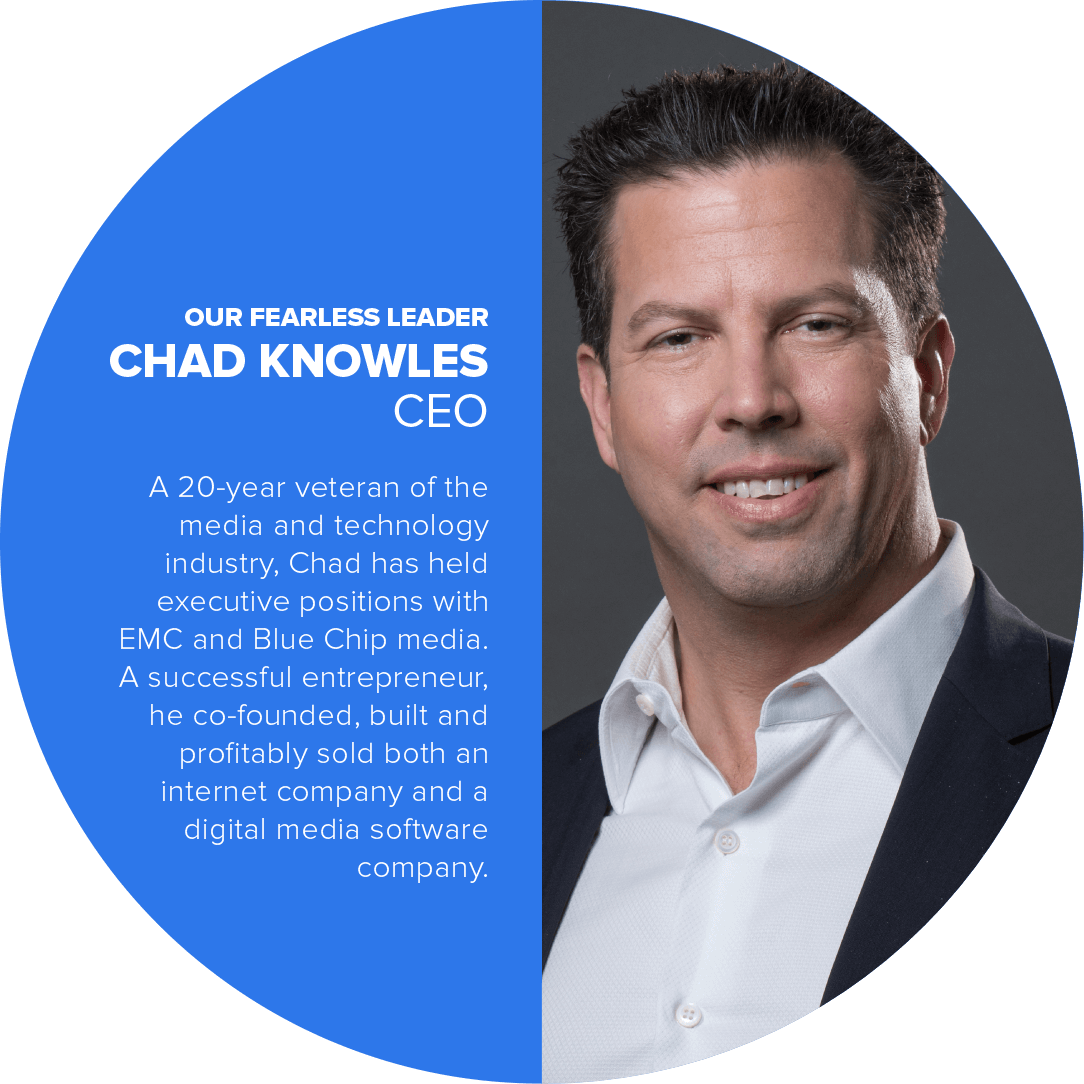 OUR FEARLESS LEADER
CHAD KNOWLES
CEO
A 20-year veteran of the
media and technology
industry, Chad has held
executive positions with
EMC and Blue Chip media.
A successful entrepreneur,
he co-founded, built and
profitably sold both an
internet company and a
digital media software
company.